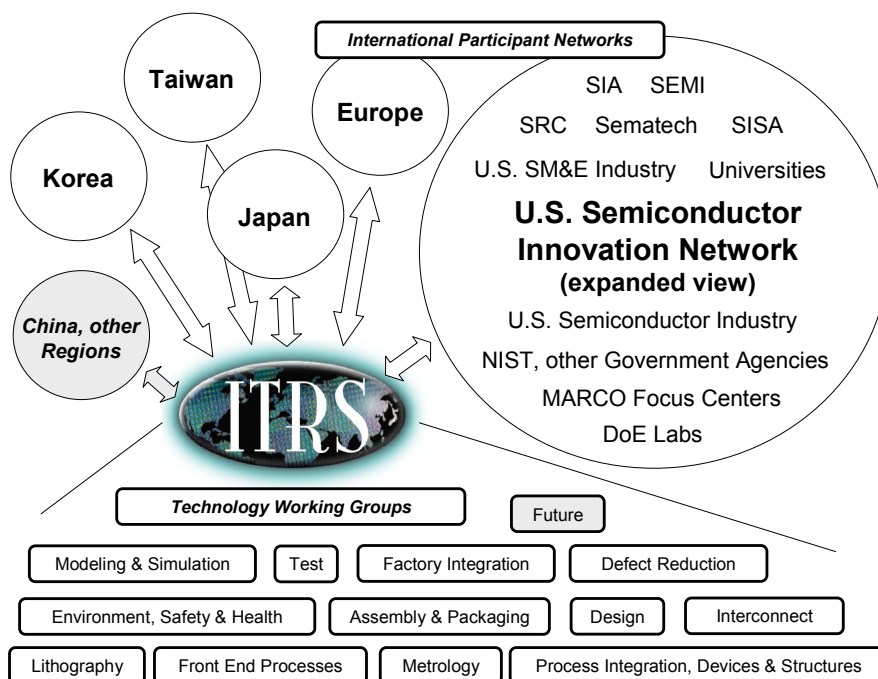 International Participant Networks
Taiwan
Europe
SIA SEMI
SRC Sematech SISA
Korea
U.S. SM&E Industry Universities
Japan
U.S. Semiconductor
Innovation Network
(expanded view)
China, other
Regions
U.S. Semiconductor Industry
NIST, other Government Agencies
MARCO Focus Centers
DoE Labs
ITRS
Technology Working Groups
Future
Modeling & Simulation Test Factory Integration Defect Reduction
Environment, Safety & Health Assembly & Packaging Design Interconnect
Lithography Front End Processes Metrology Process Integration, Devices & Structures